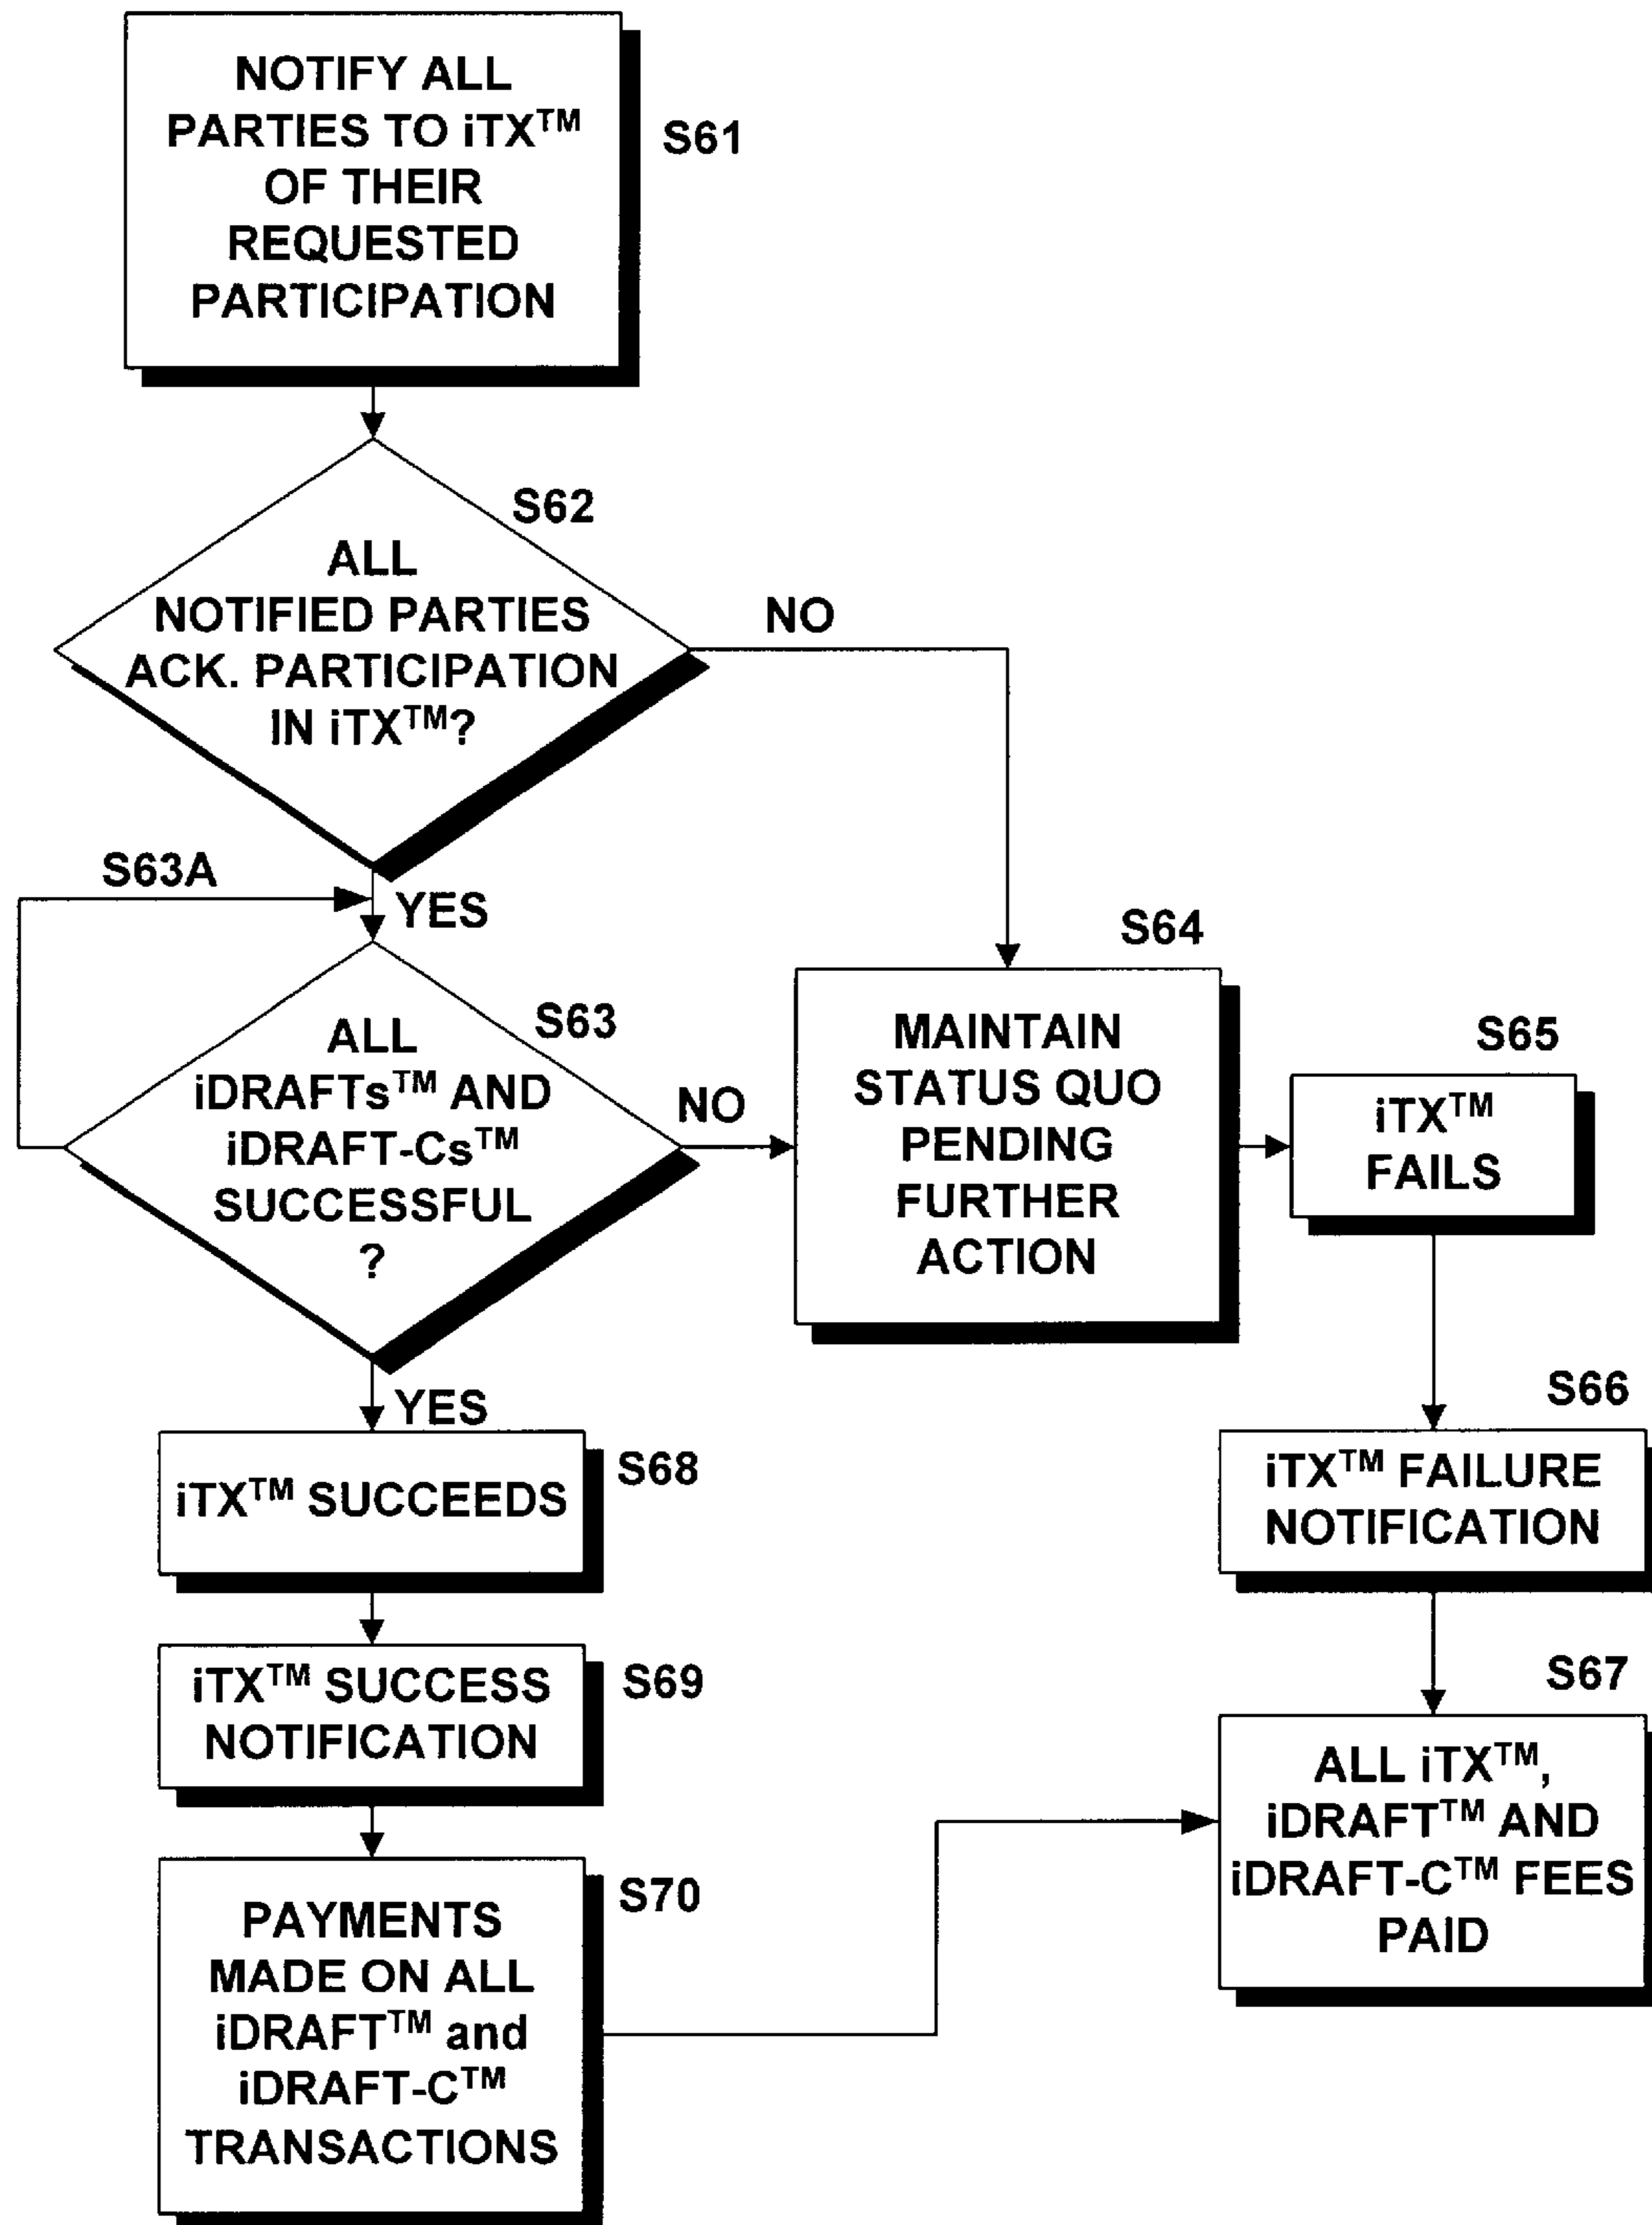 NOTIFY ALL
PARTIES TO iTX™
OF THEIR
REQUESTED
PARTICIPATION
S61
S62
ALL
NOTIFIED PARTIES
ACK. PARTICIPATION
IN iTX™?
NO
S63A
YES
S63
ALL
iDRAFTs™ AND
iDRAFT-Cs™
SUCCESSFUL
?
NO
S64
MAINTAIN
STATUS QUO
PENDING
FURTHER
ACTION
S65
iTX™
FAILS
YES
S66
iTX™ FAILURE
NOTIFICATION
S68
iTX™ SUCCEEDS
S69
iTX™ SUCCESS
NOTIFICATION
S67
ALL iTX™,
iDRAFT™ AND
iDRAFT-C™ FEES
PAID
S70
PAYMENTS
MADE ON ALL
iDRAFT™ and
iDRAFT-C™
TRANSACTIONS